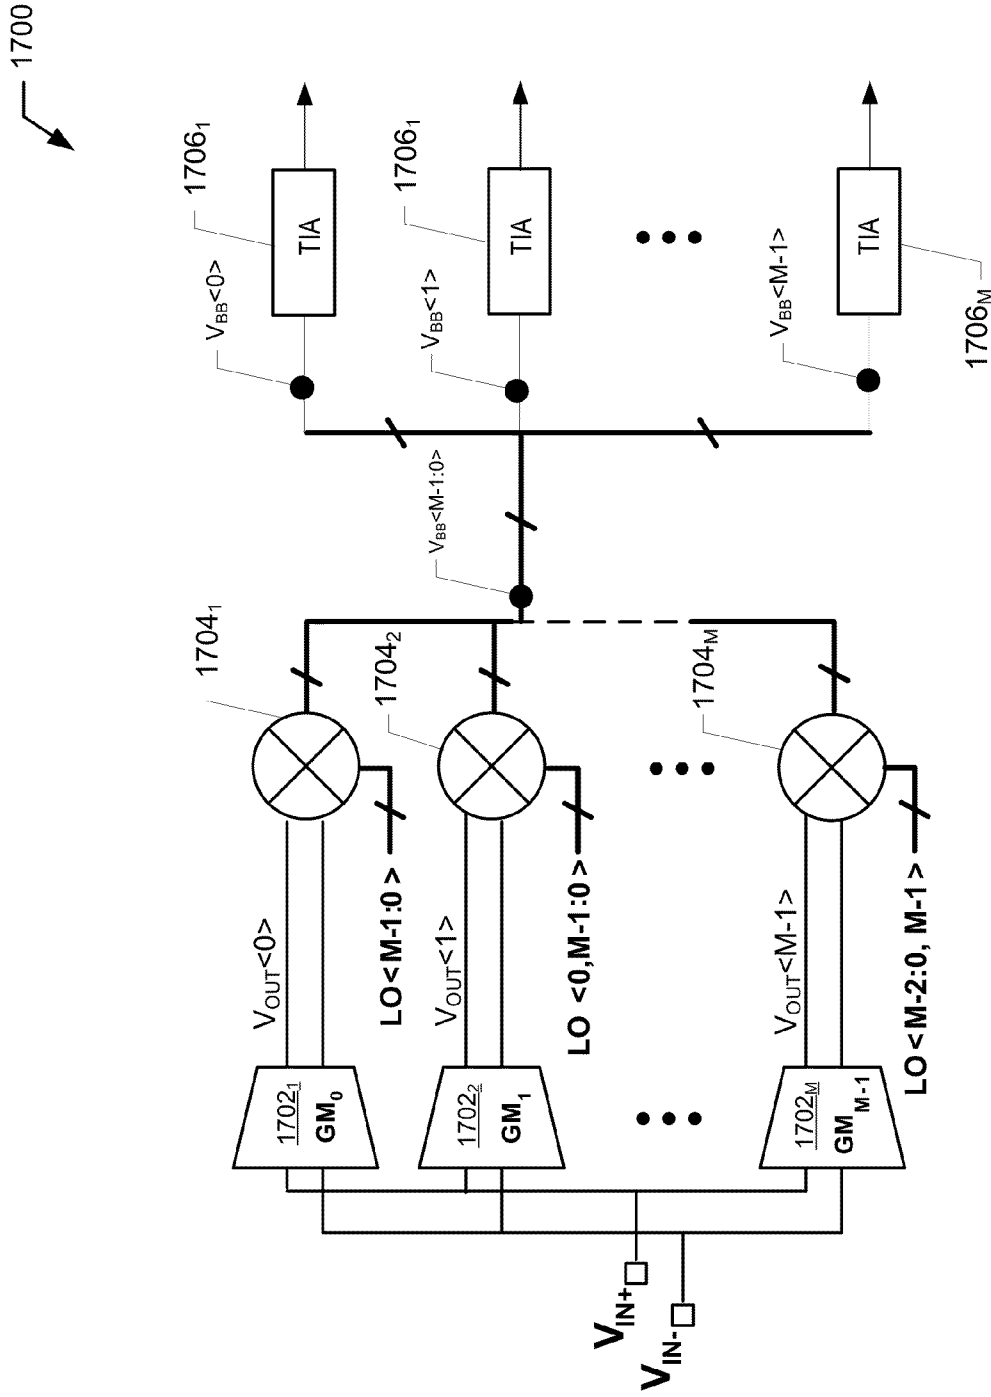 1700
1702₁
GM₀
V_OUT<0>
LO<M-1:0>
1704₁
V_BB<0>
TIA
1706₁
1702₂
GM₁
V_OUT<1>
LO <0,M-1:0>
1704₂
V_BB<M-1:0>
V_BB<1>
TIA
1706₁
V_IN+
V_IN-
1702_M
GM_M-1
V_OUT<M-1>
LO<M-2:0, M-1>
1704_M
V_BB<M-1>
TIA
1706_M